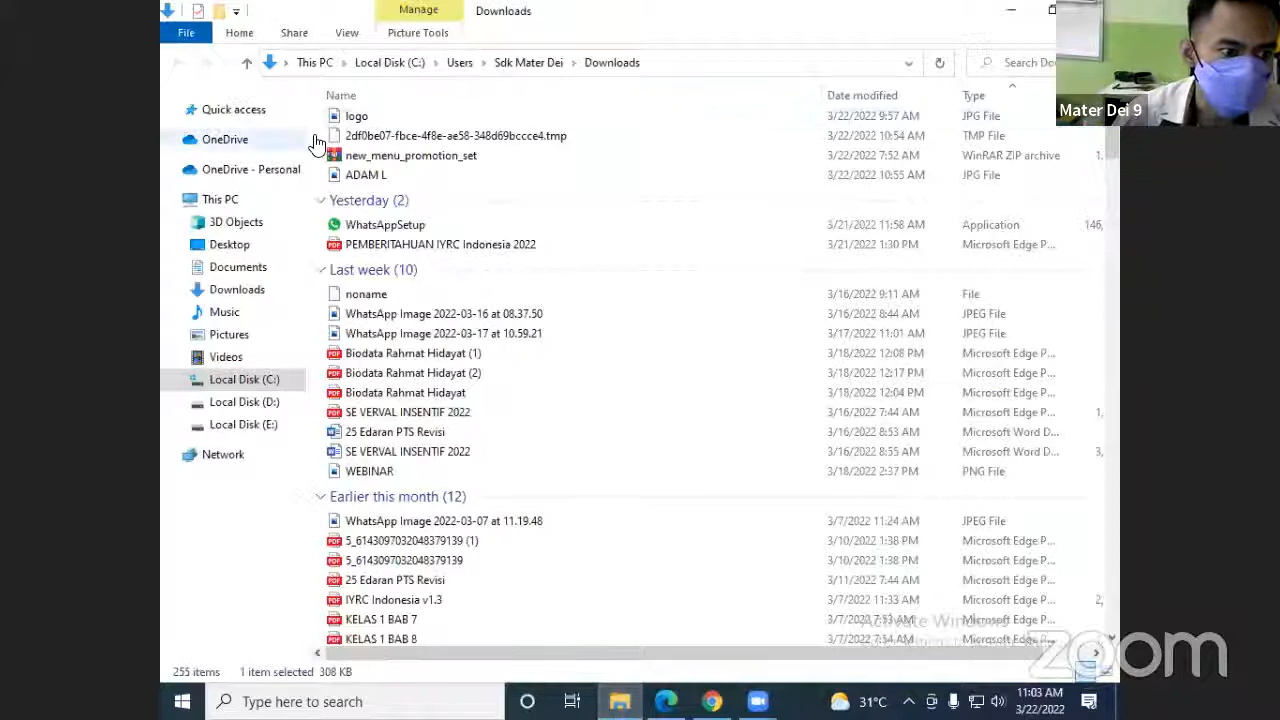 Manage
Downloads
File
Home
Share
View
Picture Tools
This PC
Local Disk (C:)
Users
Sdk Mater Dei
Downloads
Search Do
Mater Dei 9
Name
Date modified
Type
Quick access
OneDrive
OneDrive - Personal
This PC
3D Objects
Desktop
Documents
Downloads
Music
Pictures
Videos
Local Disk (C:)
Local Disk (D:)
Local Disk (E:)
Network
logo 3/22/2022 9:57 AM JPG File
2df0be07-fbce-4f8e-ae58-348d69bccce4.tmp 3/22/2022 10:54 AM TMP File
new_menu_promotion_set 3/22/2022 7:52 AM WinRAR ZIP archive 1,
ADAM L 3/22/2022 10:55 AM JPG File
Yesterday (2)
WhatsAppSetup 3/21/2022 11:58 AM Application 146,
PEMBERITAHUAN IYRC Indonesia 2022 3/21/2022 1:30 PM Microsoft Edge P...
Last week (10)
noname 3/16/2022 9:11 AM File
WhatsApp Image 2022-03-16 at 08.37.50 3/16/2022 8:44 AM JPEG File
WhatsApp Image 2022-03-17 at 10.59.21 3/17/2022 11:01 AM JPEG File
Biodata Rahmat Hidayat (1) 3/18/2022 12:08 PM Microsoft Edge P...
Biodata Rahmat Hidayat (2) 3/18/2022 12:17 PM Microsoft Edge P...
Biodata Rahmat Hidayat 3/18/2022 12:04 PM Microsoft Edge P...
SE VERVAL INSENTIF 2022 3/16/2022 7:44 AM Microsoft Edge P... 1,
25 Edaran PTS Revisi 3/16/2022 8:53 AM Microsoft Word D...
SE VERVAL INSENTIF 2022 3/16/2022 8:55 AM Microsoft Word D... 3,
WEBINAR 3/18/2022 2:37 PM PNG File
Earlier this month (12)
WhatsApp Image 2022-03-07 at 11.19.48 3/7/2022 11:24 AM JPEG File
5_6143097032048379139 (1) 3/10/2022 1:38 PM Microsoft Edge P...
5_6143097032048379139 3/10/2022 1:38 PM Microsoft Edge P...
25 Edaran PTS Revisi 3/11/2022 7:44 AM Microsoft Edge P...
IYRC Indonesia v1.3 3/7/2022 11:33 AM Microsoft Edge P... 2,
KELAS 1 BAB 7 3/7/2022 7:53 AM Microsoft Edge P...
KELAS 1 BAB 8 3/7/2022 7:54 AM Microsoft Edge P...
Activate Windows
zoom
255 items 1 item selected 308 KB
Type here to search
31°C
11:03 AM
3/22/2022